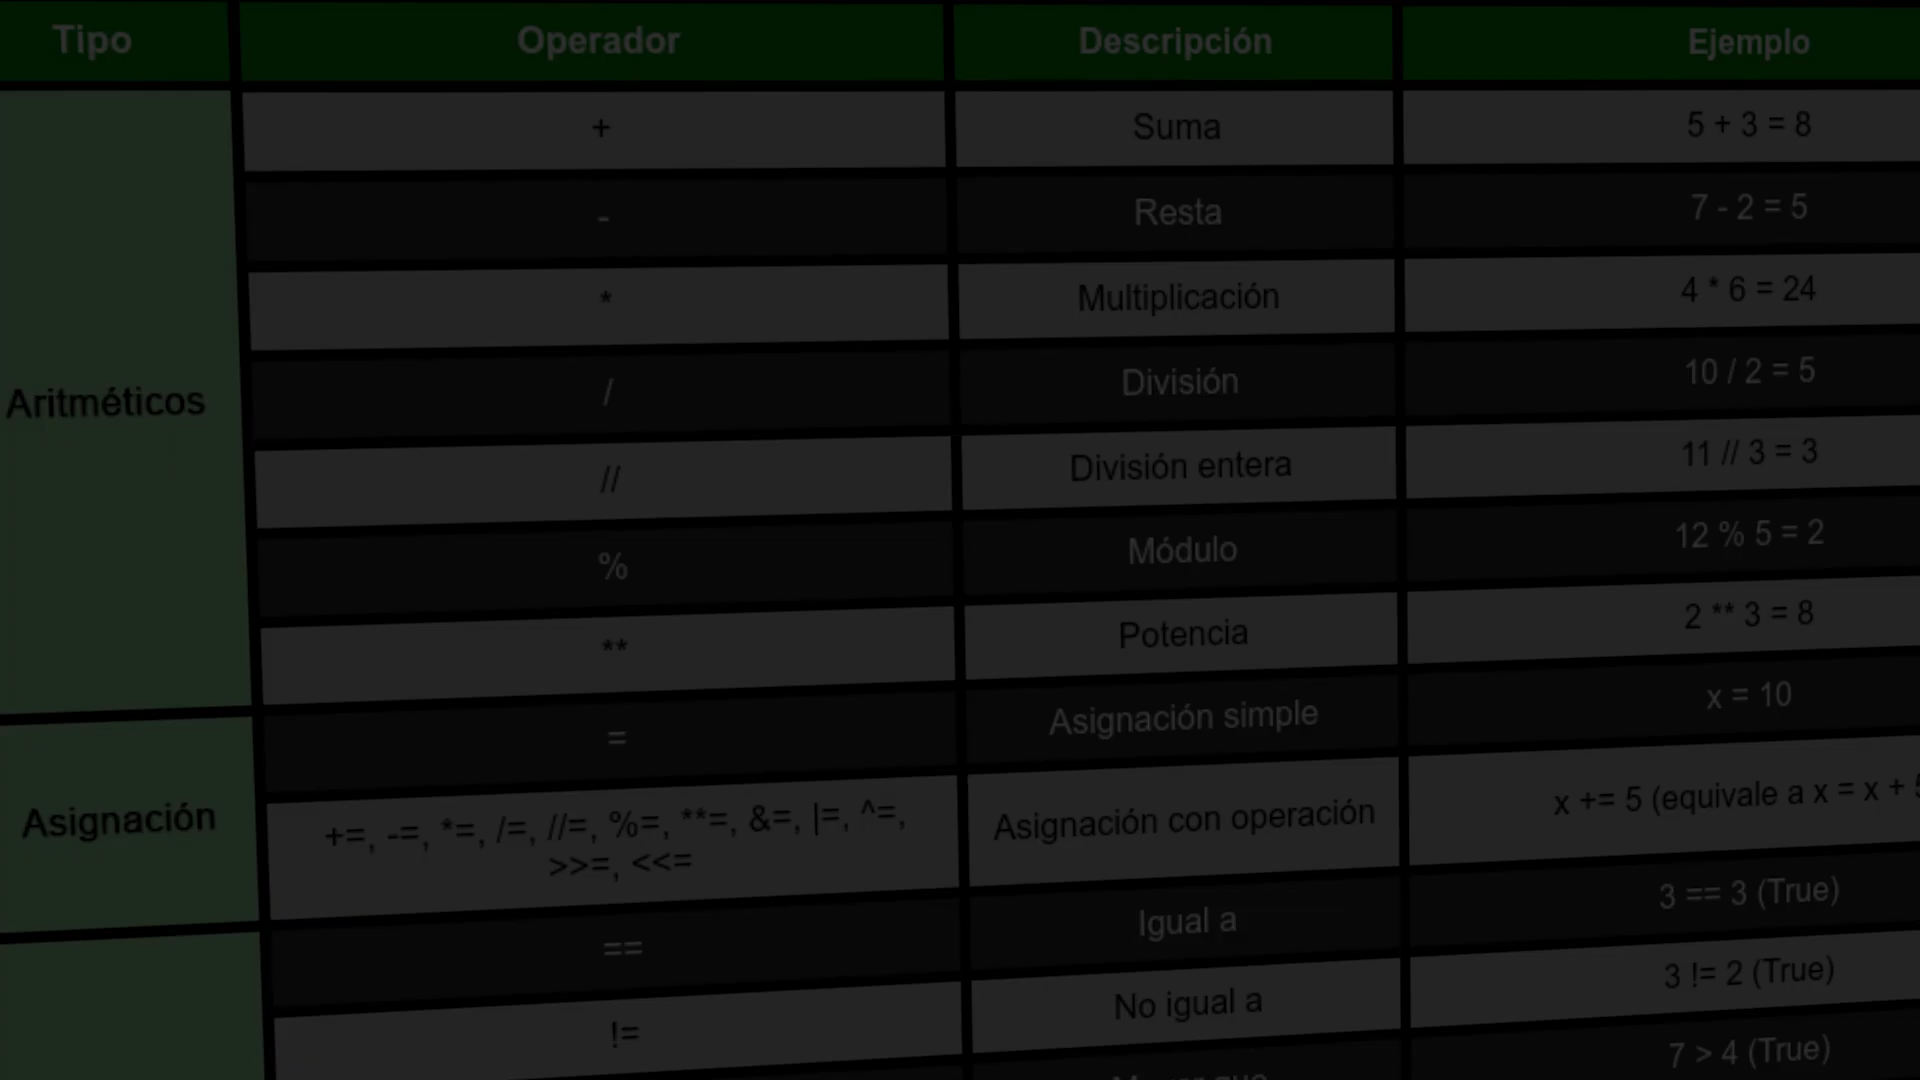 Tipo Operador Descripción Ejemplo
+ Suma 5 + 3 = 8
- Resta 7 - 2 = 5
* Multiplicación 4 * 6 = 24
Aritméticos / División 10 / 2 = 5
// División entera 11 // 3 = 3
% Módulo 12 % 5 = 2
** Potencia 2 ** 3 = 8
= Asignación simple x = 10
Asignación +=, -=, *=, /=, //=, %=, **=, &=, |=, ^=, Asignación con operación x += 5 (equivale a x = x +
>>=, <<=
== Igual a 3 == 3 (True)
!= No igual a 3 != 2 (True)
7 > 4 (True)